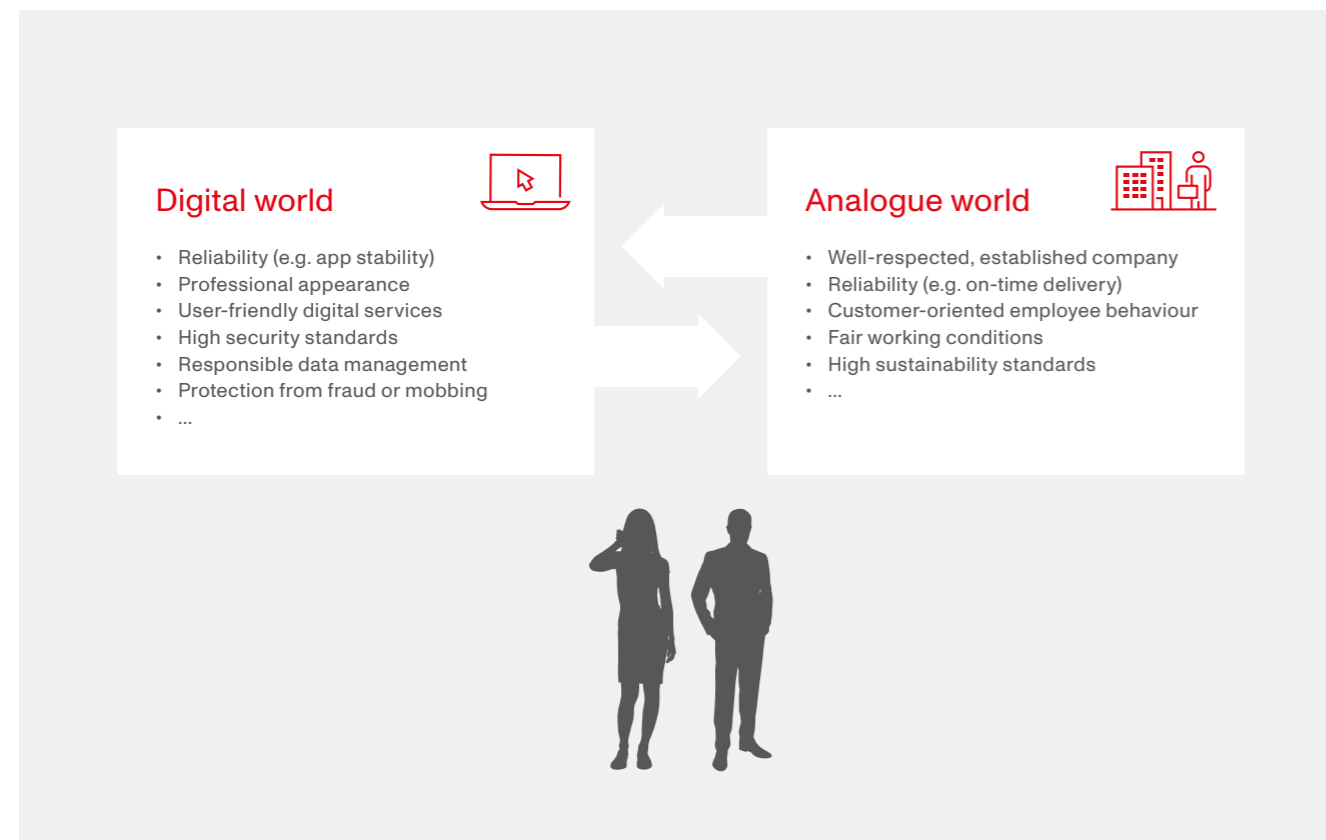 Digital world
• Reliability (e.g. app stability)
• Professional appearance
• User-friendly digital services
• High security standards
• Responsible data management
• Protection from fraud or mobbing
• ...
Analogue world
• Well-respected, established company
• Reliability (e.g. on-time delivery)
• Customer-oriented employee behaviour
• Fair working conditions
• High sustainability standards
• ...